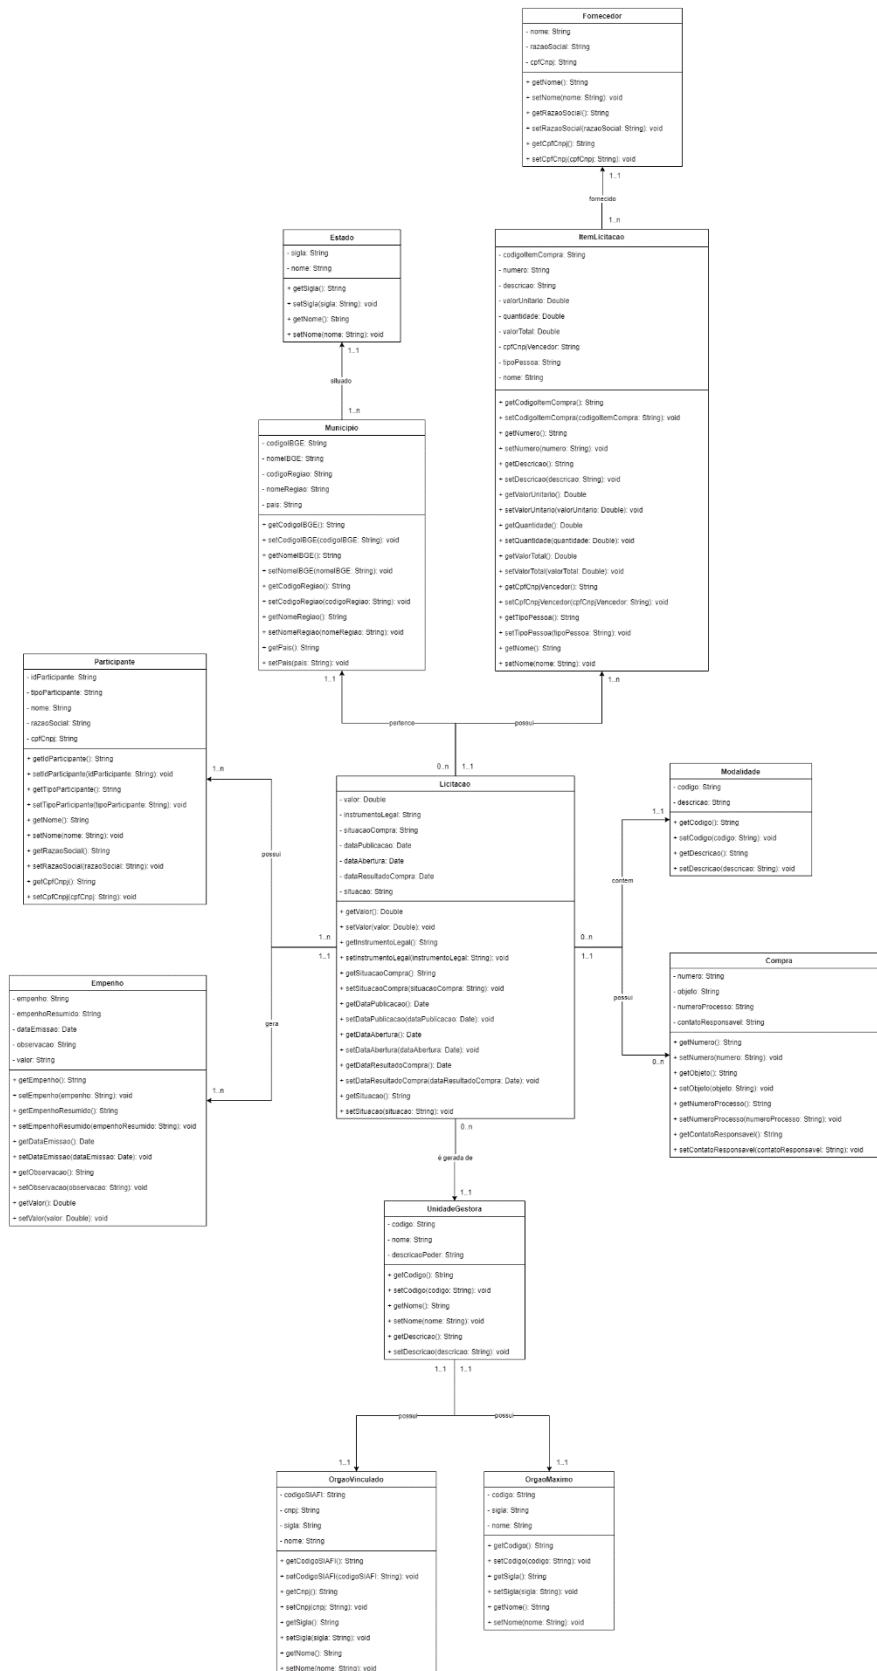 Fornecedor
- nome: String
- razaoSocial: String
- cpfCnpj: String
+ getNome(): String
+ setNome(nome: String): void
+ getRazaoSocial(): String
+ setRazaoSocial(razaoSocial: String): void
+ getCpfCnpj(): String
+ setCpfCnpj(cpfCnpj: String): void
1..1
fornecido
1..n
Estado
- sigla: String
- nome: String
+ getSigla(): String
+ setSigla(sigla: String): void
+ getNome(): String
+ setNome(nome: String): void
1..1
situado
1..n
ItemLicitacao
- codigoItemCompra: String
- numero: String
- descricao: String
- valorUnitario: Double
- quantidade: Double
- valorTotal: Double
- cpfCnpjVencedor: String
- tipoPessoa: String
- nome: String
+ getCodigoItemCompra(): String
+ setCodigoItemCompra(codigoItemCompra: String): void
+ getNumero(): String
+ setNumero(numero: String): void
+ getDescricao(): String
+ setDescricao(descricao: String): void
+ getValorUnitario(): Double
+ setValorUnitario(valorUnitario: Double): void
+ getQuantidade(): Double
+ setQuantidade(quantidade: Double): void
+ getValorTotal(): Double
+ setValorTotal(valorTotal: Double): void
+ getCpfCnpjVencedor(): String
+ setCpfCnpjVencedor(cpfCnpjVencedor: String): void
+ getTipoPessoa(): String
+ setTipoPessoa(tipoPessoa: String): void
+ getNome(): String
+ setNome(nome: String): void
1..n
Municipio
- codigoIBGE: String
- nomeIBGE: String
- codigoRegiao: String
- nomeRegiao: String
- pais: String
+ getCodigoIBGE(): String
+ setCodigoIBGE(codigoIBGE: String): void
+ getNomeIBGE(): String
+ setNomeIBGE(nomeIBGE: String): void
+ getCodigoRegiao(): String
+ setCodigoRegiao(codigoRegiao: String): void
+ getNomeRegiao(): String
+ setNomeRegiao(nomeRegiao: String): void
+ getPais(): String
+ setPais(pais: String): void
1..1
pertence
possui
0..n
1..1
Participante
- idParticipante: String
- tipoParticipante: String
- nome: String
- razaoSocial: String
- cpfCnpj: String
+ getIdParticipante(): String
+ setIdParticipante(idParticipante: String): void
+ getTipoParticipante(): String
+ setTipoParticipante(tipoParticipante: String): void
+ getNome(): String
+ setNome(nome: String): void
+ getRazaoSocial(): String
+ setRazaoSocial(razaoSocial: String): void
+ getCpfCnpj(): String
+ setCpfCnpj(cpfCnpj: String): void
1..n
possui
1..n
1..1
Licitacao
- valor: Double
- instrumentoLegal: String
- situacaoCompra: String
- dataPublicacao: Date
- dataAbertura: Date
- dataResultadoCompra: Date
- situacao: String
+ getValor(): Double
+ setValor(valor: Double): void
+ getInstrumentoLegal(): String
+ setInstrumentoLegal(instrumentoLegal: String): void
+ getSituacaoCompra(): String
+ setSituacaoCompra(situacaoCompra: String): void
+ getDataPublicacao(): Date
+ setDataPublicacao(dataPublicacao: Date): void
+ getDataAbertura(): Date
+ setDataAbertura(dataAbertura: Date): void
+ getDataResultadoCompra(): Date
+ setDataResultadoCompra(dataResultadoCompra: Date): void
+ getSituacao(): String
+ setSituacao(situacao: String): void
Modalidade
- codigo: String
- descricao: String
+ getCodigo(): String
+ setCodigo(codigo: String): void
+ getDescricao(): String
+ setDescricao(descricao: String): void
1..1
contem
0..n
1..1
possui
0..n
Compra
- numero: String
- objeto: String
- numeroProcesso: String
- contatoResponsavel: String
+ getNumero(): String
+ setNumero(numero: String): void
+ getObjeto(): String
+ setObjeto(objeto: String): void
+ getNumeroProcesso(): String
+ setNumeroProcesso(numeroProcesso: String): void
+ getContatoResponsavel(): String
+ setContatoResponsavel(contatoResponsavel: String): void
Empenho
- empenho: String
- empenhoResumido: String
- dataEmissao: Date
- observacao: String
- valor: String
+ getEmpenho(): String
+ setEmpenho(empenho: String): void
+ getEmpenhoResumido(): String
+ setEmpenhoResumido(empenhoResumido: String): void
+ getDataEmissao(): Date
+ setDataEmissao(dataEmissao: Date): void
+ getObservacao(): String
+ setObservacao(observacao: String): void
+ getValor(): Double
+ setValor(valor: Double): void
gera
1..n
0..n
é gerada de
1..1
UnidadeGestora
- codigo: String
- nome: String
- descricaoPoder: String
+ getCodigo(): String
+ setCodigo(codigo: String): void
+ getNome(): String
+ setNome(nome: String): void
+ getDescricao(): String
+ setDescricao(descricao: String): void
1..1
1..1
possui
possui
1..1
1..1
OrgaoVinculado
- codigoSIAFI: String
- cnpj: String
- sigla: String
- nome: String
+ getCodigoSIAFI(): String
+ setCodigoSIAFI(codigoSIAFI: String): void
+ getCnpj(): String
+ setCnpj(cnpj: String): void
+ getSigla(): String
+ setSigla(sigla: String): void
+ getNome(): String
+ setNome(nome: String): void
OrgaoMaximo
- codigo: String
- sigla: String
- nome: String
+ getCodigo(): String
+ setCodigo(codigo: String): void
+ getSigla(): String
+ setSigla(sigla: String): void
+ getNome(): String
+ setNome(nome: String): void